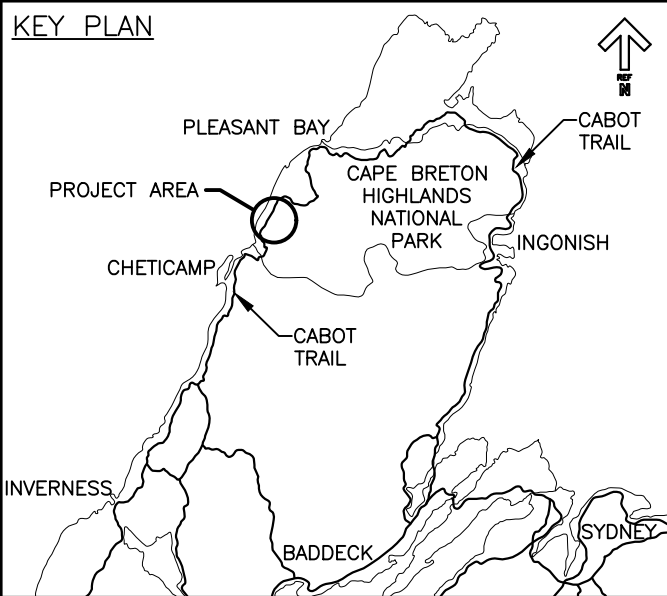 KEY PLAN
REF
N
PLEASANT BAY
CABOT
TRAIL
PROJECT AREA
CAPE BRETON
HIGHLANDS
NATIONAL
PARK
INGONISH
CHETICAMP
CABOT
TRAIL
INVERNESS
BADDECK
SYDNEY